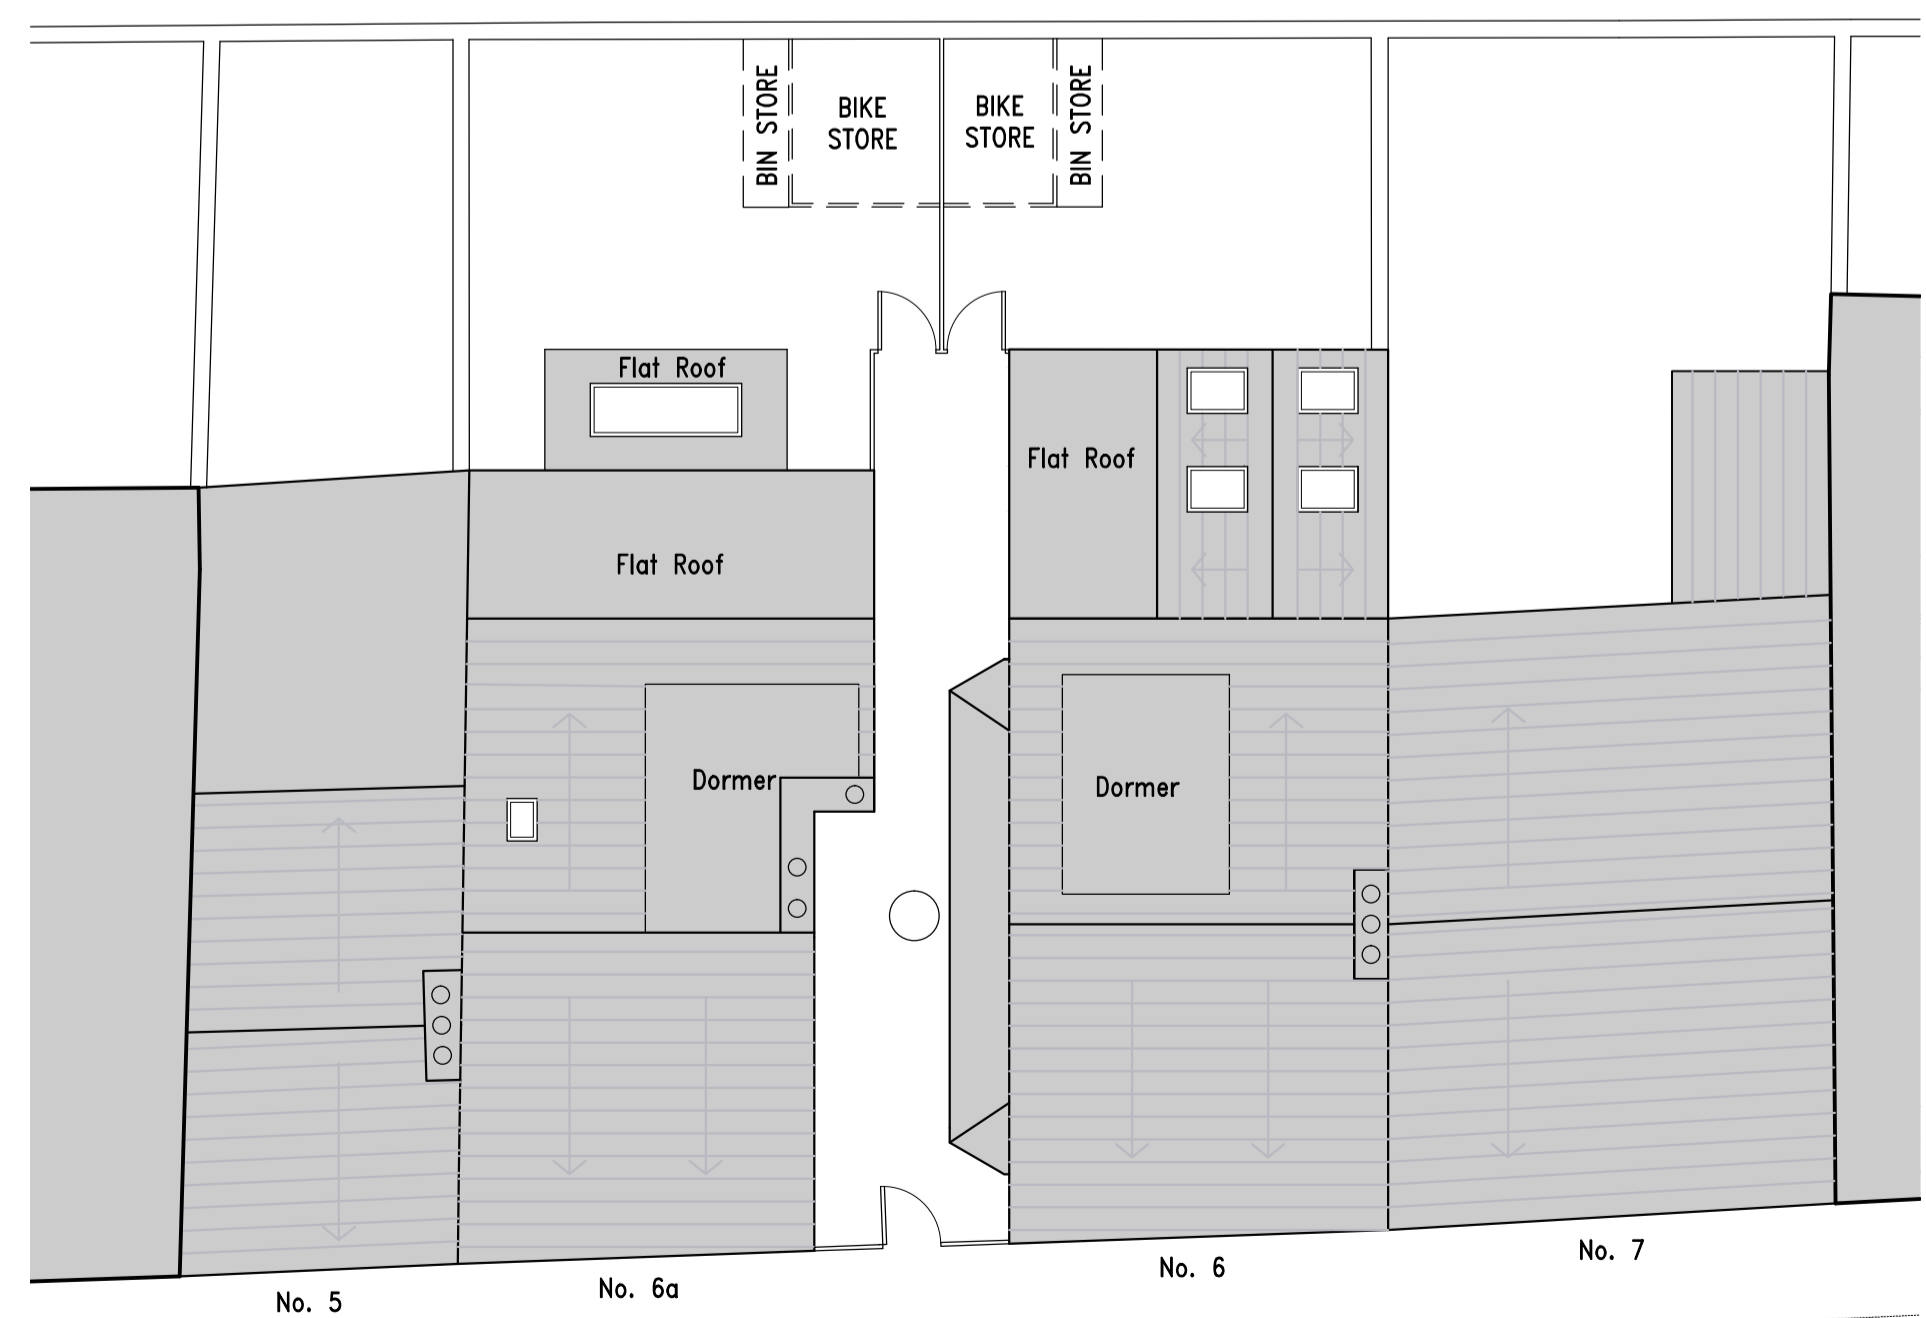 BIN STORE
BIKE
STORE
BIKE
STORE
BIN STORE
Flat Roof
Flat Roof
Flat Roof
Dormer
Dormer
No. 5
No. 6a
No. 6
No. 7